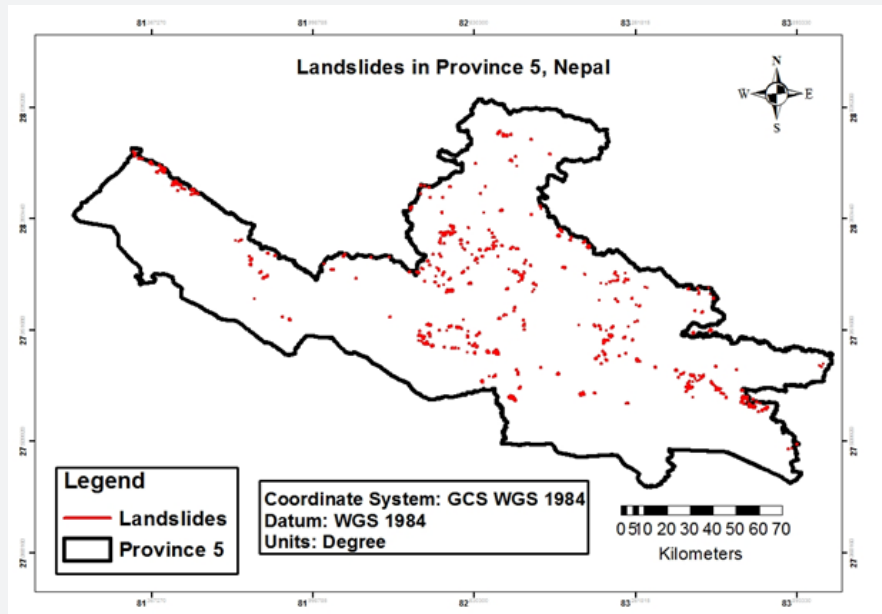 81 81 82 83 83
Landslides in Province 5, Nepal
N
W E
S
28 28
28 28
27 27
27 27
27 27
Legend
Landslides
Province 5
Coordinate System: GCS WGS 1984
Datum: WGS 1984
Units: Degree
0 5 10 20 30 40 50 60 70
Kilometers
81 81 82 83 83